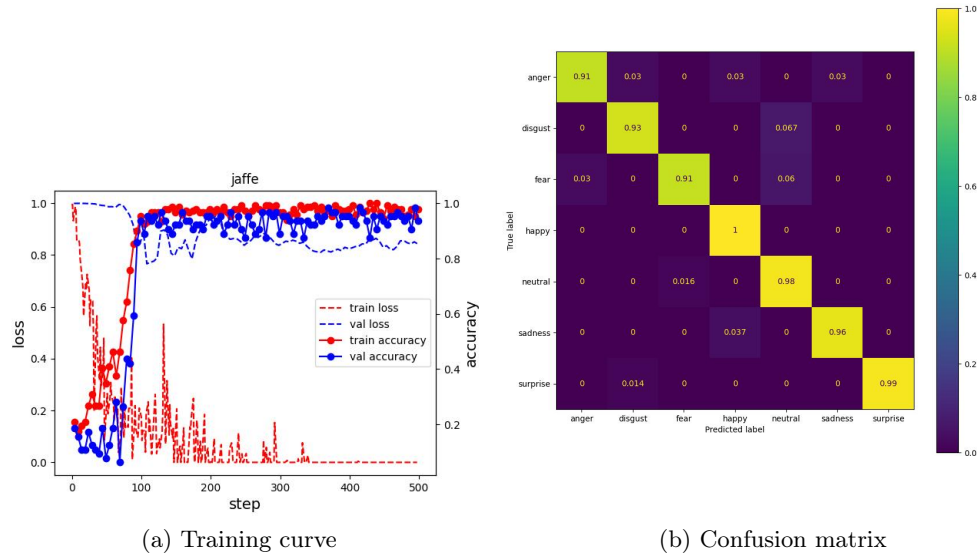 jaffe
1.0
0.8
0.6
0.4
0.2
0.0
loss
1.0
0.8
0.6
0.4
0.2
accuracy
train loss
val loss
train accuracy
val accuracy
0 100 200 300 400 500
step
(a) Training curve
True label
anger 0.91 0.03 0 0.03 0 0.03 0
disgust 0 0.93 0 0 0.067 0 0
fear 0.03 0 0.91 0 0.06 0 0
happy 0 0 0 1 0 0 0
neutral 0 0 0.016 0 0.98 0 0
sadness 0 0 0 0.037 0 0.96 0
surprise 0 0.014 0 0 0 0 0.99
anger disgust fear happy neutral sadness surprise
Predicted label
1.0
0.8
0.6
0.4
0.2
0.0
(b) Confusion matrix